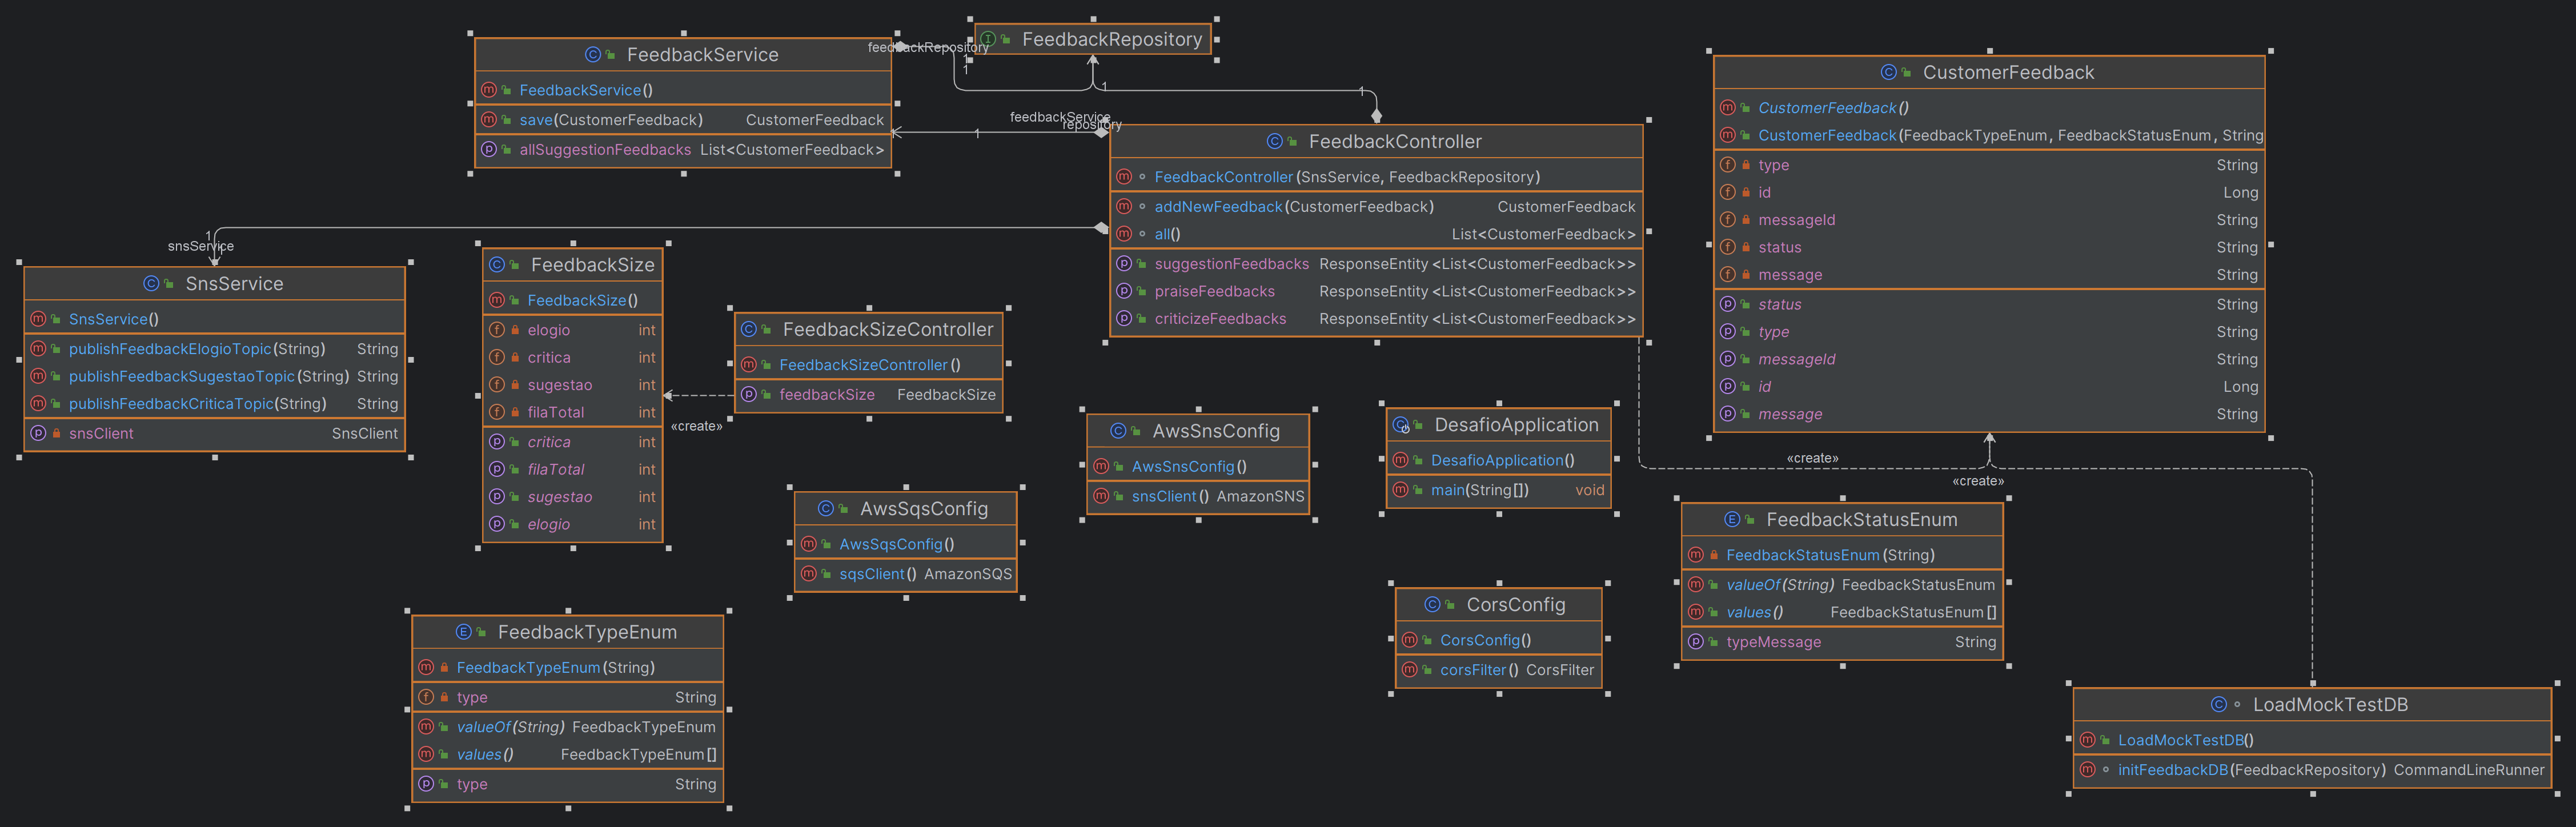 FeedbackService
FeedbackService()
save(CustomerFeedback) CustomerFeedback
allSuggestionFeedbacks List<CustomerFeedback>
feedbackRepository
1
1
FeedbackRepository
1
1
feedbackService
repository
1
1
FeedbackController
FeedbackController(SnsService, FeedbackRepository)
addNewFeedback(CustomerFeedback) CustomerFeedback
all() List<CustomerFeedback>
suggestionFeedbacks ResponseEntity<List<CustomerFeedback>>
praiseFeedbacks ResponseEntity<List<CustomerFeedback>>
criticizeFeedbacks ResponseEntity<List<CustomerFeedback>>
CustomerFeedback
CustomerFeedback()
CustomerFeedback(FeedbackTypeEnum, FeedbackStatusEnum, String
type String
id Long
messageId String
status String
message String
status String
type String
messageId String
id Long
message String
1
snsService
1
SnsService
SnsService()
publishFeedbackElogioTopic(String) String
publishFeedbackSugestaoTopic(String) String
publishFeedbackCriticaTopic(String) String
snsClient SnsClient
FeedbackSize
FeedbackSize()
elogio int
critica int
sugestao int
filaTotal int
critica int
filaTotal int
sugestao int
elogio int
FeedbackSizeController
FeedbackSizeController()
feedbackSize FeedbackSize
«create»
AwsSnsConfig
AwsSnsConfig()
snsClient() AmazonSNS
DesafioApplication
DesafioApplication()
main(String[]) void
«create»
«create»
AwsSqsConfig
AwsSqsConfig()
sqsClient() AmazonSQS
FeedbackStatusEnum
FeedbackStatusEnum(String)
valueOf(String) FeedbackStatusEnum
values() FeedbackStatusEnum[]
typeMessage String
CorsConfig
CorsConfig()
corsFilter() CorsFilter
FeedbackTypeEnum
FeedbackTypeEnum(String)
type String
valueOf(String) FeedbackTypeEnum
values() FeedbackTypeEnum[]
type String
LoadMockTestDB
LoadMockTestDB()
initFeedbackDB(FeedbackRepository) CommandLineRunner